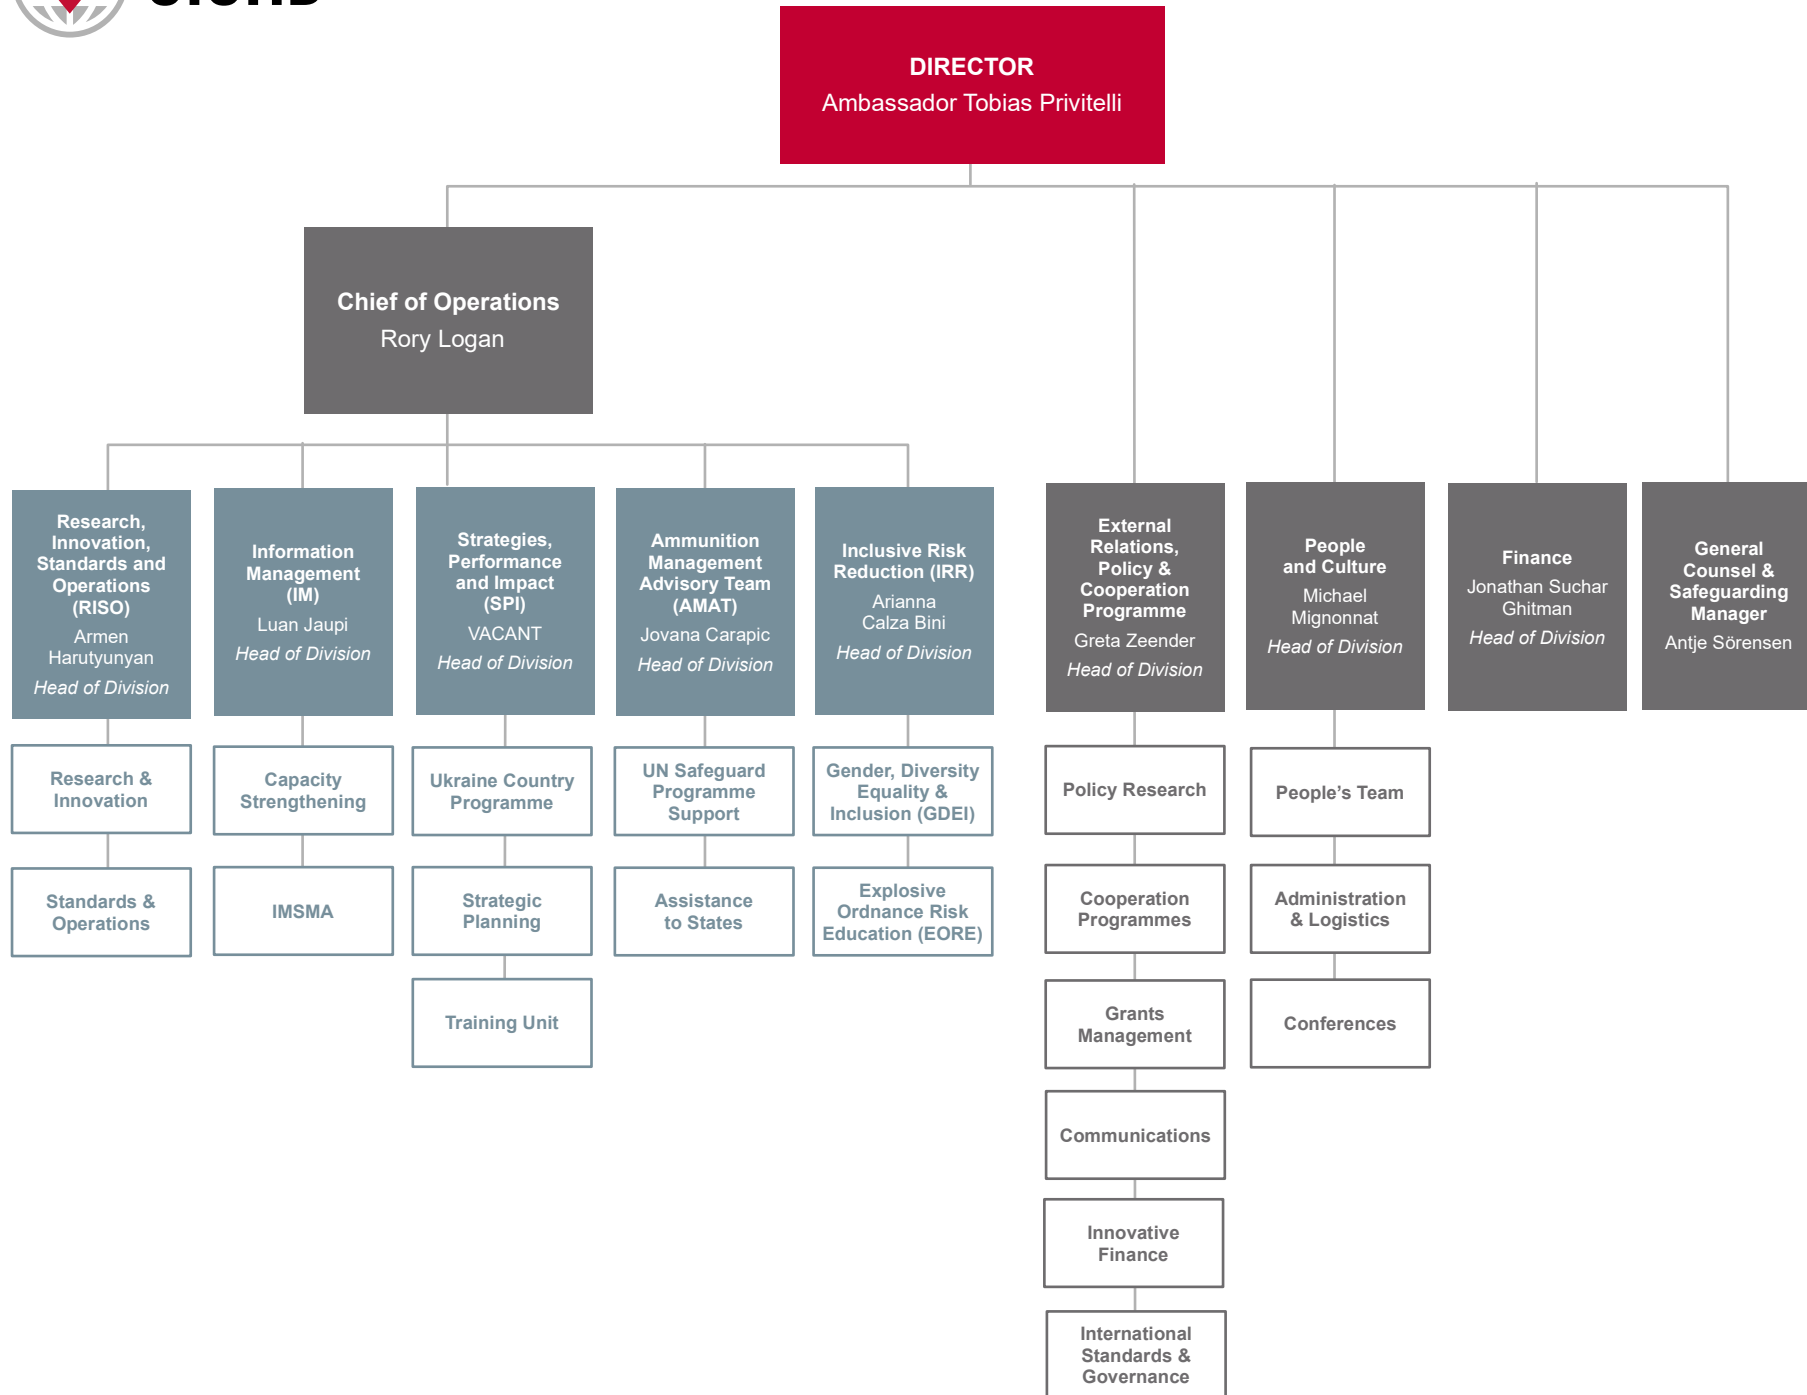 DIRECTOR
Ambassador Tobias Privitelli
Chief of Operations
Rory Logan
Research,
Innovation,
Standards and
Operations
(RISO)
Armen
Harutyunyan
Head of Division
Information
Management
(IM)
Luan Jaupi
Head of Division
Strategies,
Performance
and Impact
(SPI)
VACANT
Head of Division
Ammunition
Management
Advisory Team
(AMAT)
Jovana Carapic
Head of Division
Inclusive Risk
Reduction (IRR)
Arianna
Calza Bini
Head of Division
External
Relations,
Policy &
Cooperation
Programme
Greta Zeender
Head of Division
People
and Culture
Michael
Mignonnat
Head of Division
Finance
Jonathan Suchar
Ghitman
Head of Division
General
Counsel &
Safeguarding
Manager
Antje Sörensen
Research &
Innovation
Capacity
Strengthening
Ukraine Country
Programme
UN Safeguard
Programme
Support
Gender, Diversity
Equality &
Inclusion (GDEI)
Policy Research
People’s Team
Standards &
Operations
IMSMA
Strategic
Planning
Assistance
to States
Explosive
Ordnance Risk
Education (EORE)
Cooperation
Programmes
Administration
& Logistics
Training Unit
Grants
Management
Conferences
Communications
Innovative
Finance
International
Standards &
Governance